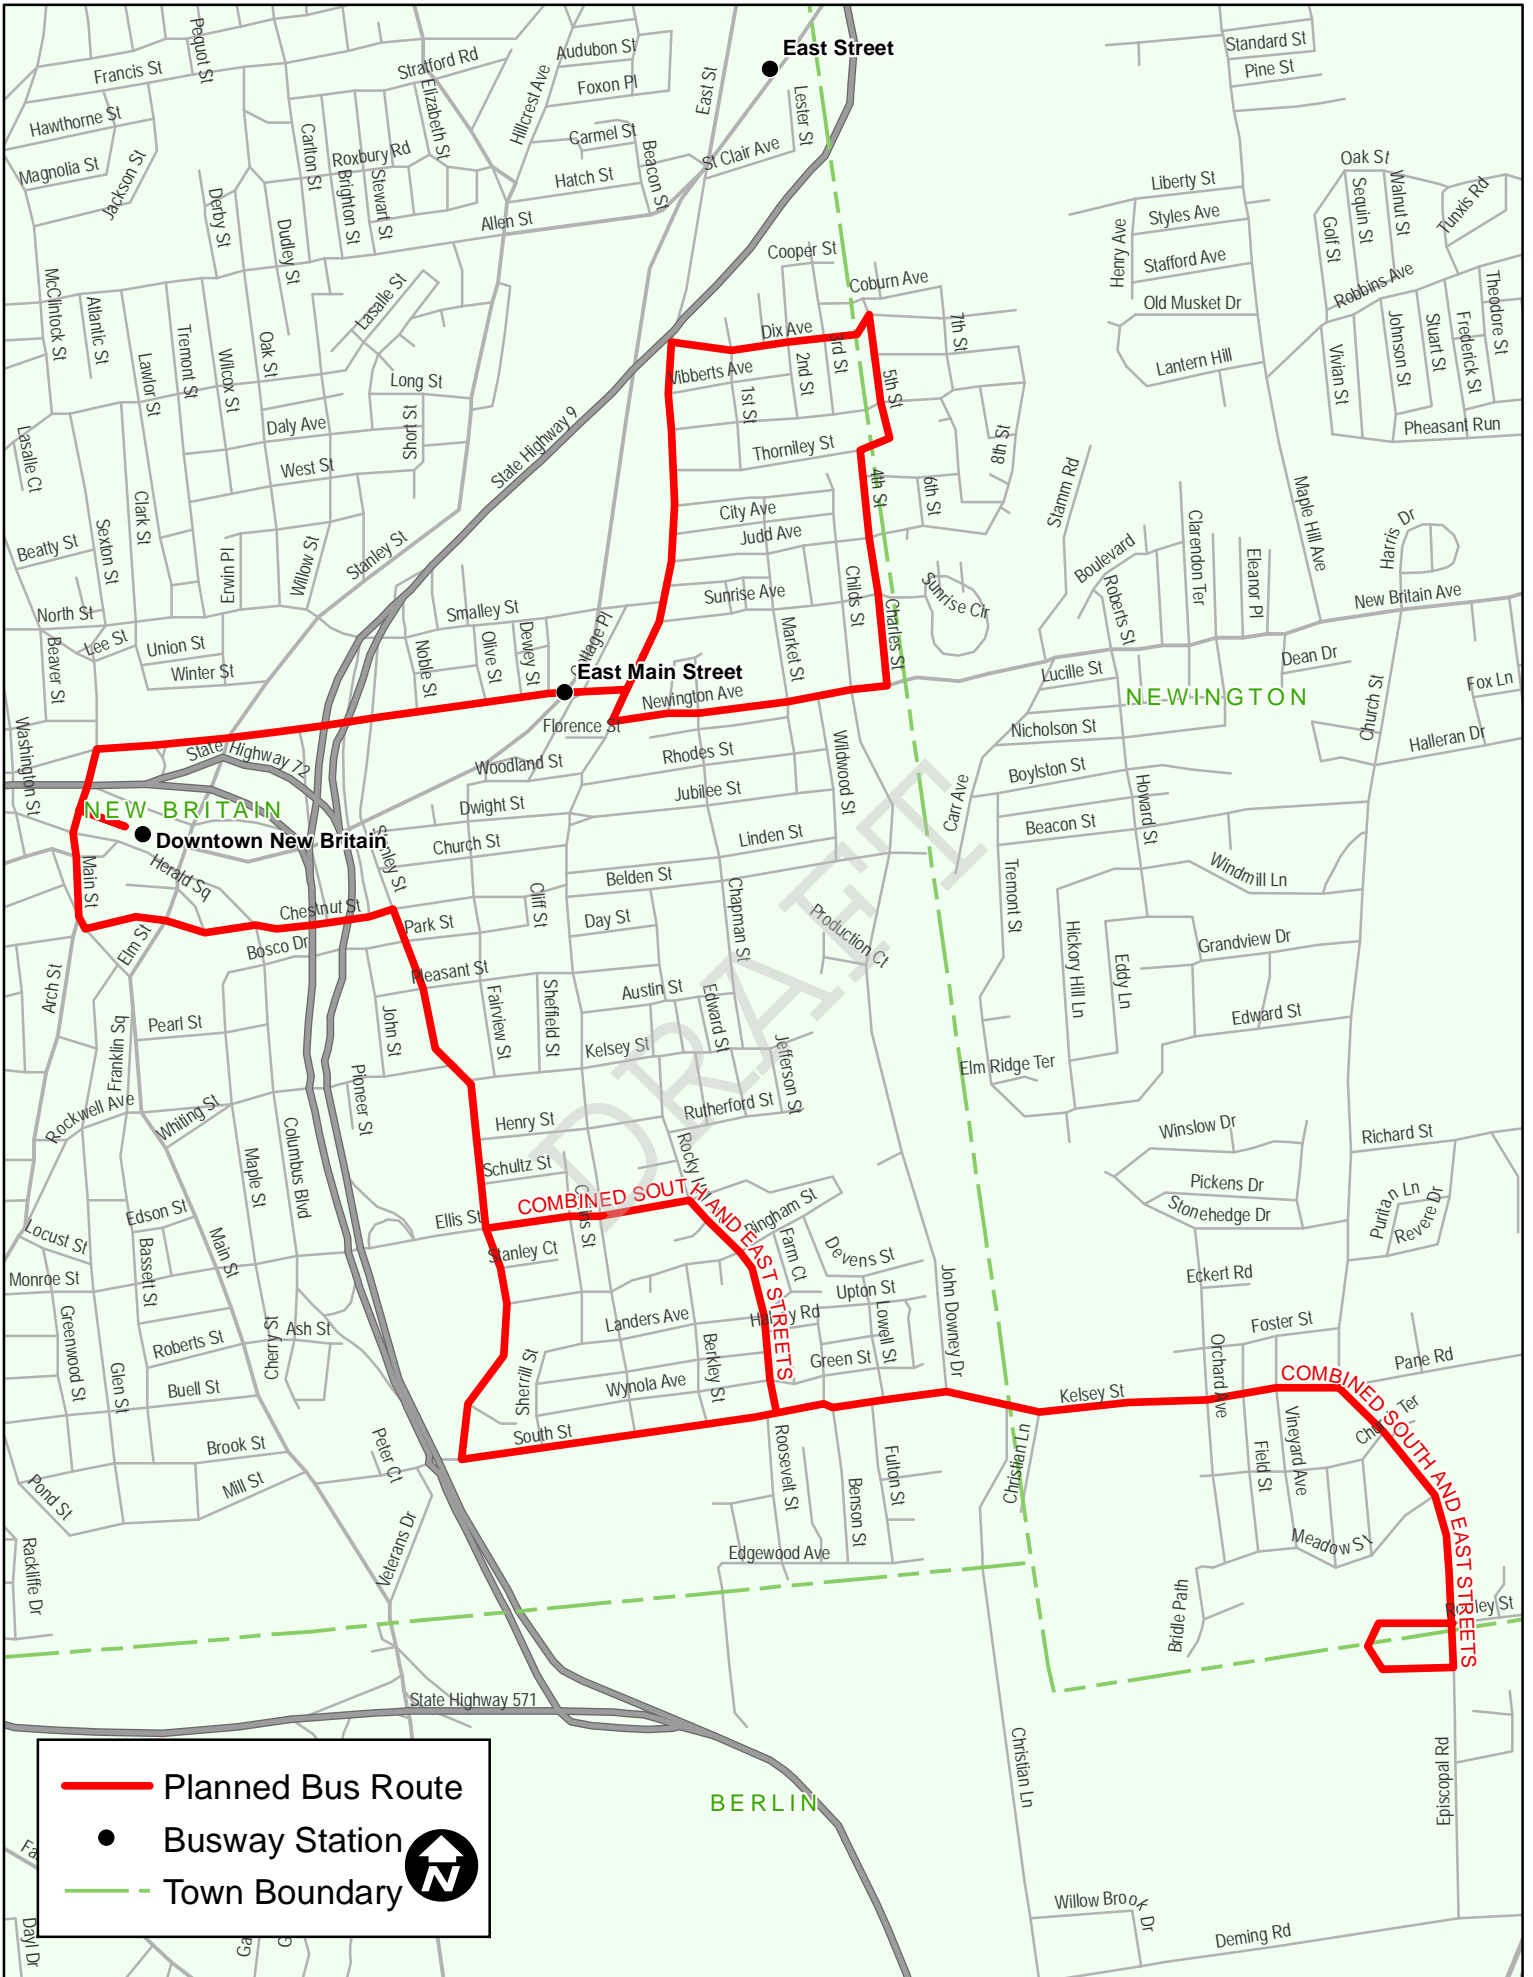 East Street
Pequot St
Francis St
Stratford Rd
Audubon St
Foxon Pl
Hillcrest Ave
East St
Lester St
Standard St
Pine St
Hawthorne St
Elizabeth St
Carlton St
Carmel St
Beacon St
St Clair Ave
Roxbury Rd
Magnolia St
Jackson St
Brighton St
Stewart St
Hatch St
Oak St
Liberty St
Sequin St
Walnut St
Tunxis Rd
Derby St
Dudley St
Allen St
Styles Ave
Golf St
Henry Ave
Stafford Ave
Cooper St
Coburn Ave
Robbins Ave
Old Musket Dr
McClintock St
Atlantic St
Lasalle St
Theodore St
Dix Ave
7th St
Johnson St
Stuart St
Frederick St
Lawlor St
Tremont St
Wilcox St
Oak St
3rd St
2nd St
Vivian St
Lantern Hill
Vibberts Ave
5th St
Long St
1st St
Short St
Daly Ave
State Highway 9
Thorniley St
8th St
Pheasant Run
Lasalle Ct
West St
4th St
6th St
Stamm Rd
Maple Hill Ave
Clark St
City Ave
Judd Ave
Clarendon Ter
Harris Dr
Beatty St
Sexton St
Erwin Pl
Willow St
Stanley St
Boulevard
Eleanor Pl
Childs St
Sunrise Ave
Sunrise Clr
Roberts St
New Britain Ave
North St
Smalley St
Charles St
Lee St
Union St
Winter St
Beaver St
Noble St
Olive St
Dewey St
Market St
East Main Street
Newington Ave
Lucille St
Dean Dr
Fox Ln
NEWINGTON
Church St
Washington St
Florence St
Nicholson St
Halleran Dr
State Highway 72
Woodland St
Rhodes St
Wildwood St
Boylston St
Jubilee St
Howard St
NEW BRITAIN
Dwight St
Carr Ave
Beacon St
Downtown New Britain
Church St
Linden St
Herald Sq
Stanley St
Belden St
Windmill Ln
Main St
Cliff St
Chapman St
Tremont St
Chestnut St
Park St
Day St
Production Ct
Elm St
Bosco Dr
Hickory Hill Ln
Grandview Dr
Pleasant St
Eddy Ln
Arch St
Fairview St
Sheffield St
Austin St
Edward St
Pearl St
John St
Edward St
Franklin Sq
Kelsey St
Jefferson St
Elm Ridge Ter
DRAFT
Pioneer St
Rockwell Ave
Whiting St
Henry St
Rutherford St
Winslow Dr
Richard St
Columbus Blvd
Maple St
Schultz St
Pickens Dr
COMBINED SOUTH AND EAST STREETS
Puritan Ln
Revere Dr
Edson St
Ellis St
Stonehedge Dr
Bingham St
Locust St
Main St
Stanley Ct
Farm Ct
Devens St
Monroe St
Bassett St
Eckert Rd
Upton St
John Downey Dr
Greenwood St
Landers Ave
Lowell St
Foster St
Roberts St
Cherry St
Ash St
Berkley St
Green St
Orchard Ave
Pane Rd
Glen St
Buell St
Sherrill St
Wynola Ave
COMBINED SOUTH AND EAST STREETS
Kelsey St
South St
Brook St
Peter Ct
Roosevelt St
Vineyard Ave
Field St
Christian Ln
Pond St
Mill St
Benson St
Fulton St
Meadow St
Edgewood Ave
Rackliffe Dr
Veterans Dr
Bridle Path
State Highway 571
Christian Ln
Episcopal Rd
BERLIN
Planned Bus Route
Busway Station
N
Town Boundary
Willow Brook Dr
Deming Rd
Dayl Dr